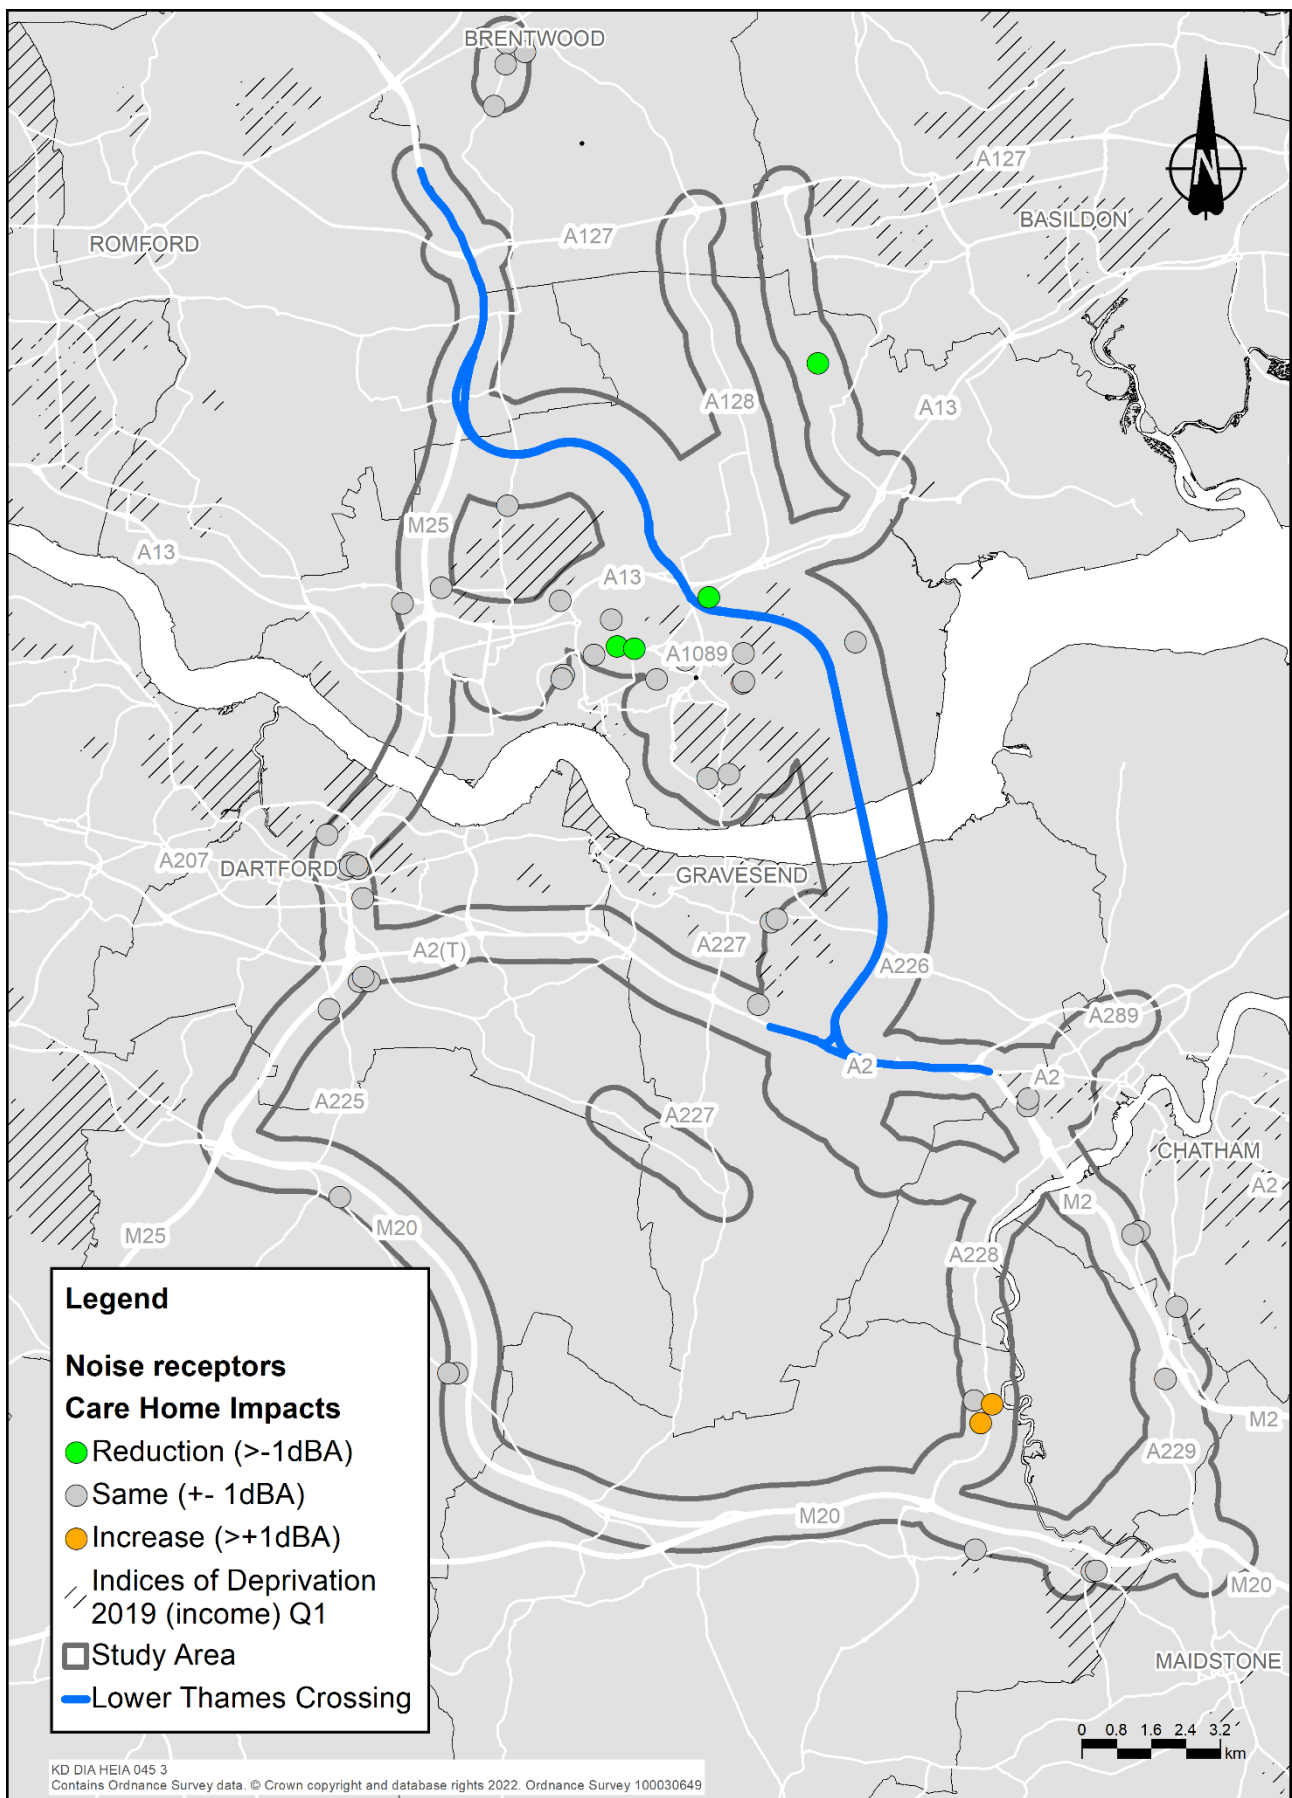 BRENTWOOD
N
A127
BASILDON
ROMFORD
A127
A128
A13
M25
A13
A13
A1089
A207
DARTFORD
GRAVESEND
A2(T)
A227
A226
A289
A2
A2
A225
A227
CHATHAM
A2
M2
M20
M25
A228
M2
A229
M20
M20
MAIDSTONE
Legend
Noise receptors
Care Home Impacts
Reduction (>-1dBA)
Same (+- 1dBA)
Increase (>+1dBA)
Indices of Deprivation
2019 (income) Q1
Study Area
Lower Thames Crossing
0 0.8 1.6 2.4 3.2
km
KD DIA HEIA 045 3
Contains Ordnance Survey data. © Crown copyright and database rights 2022. Ordnance Survey 100030649